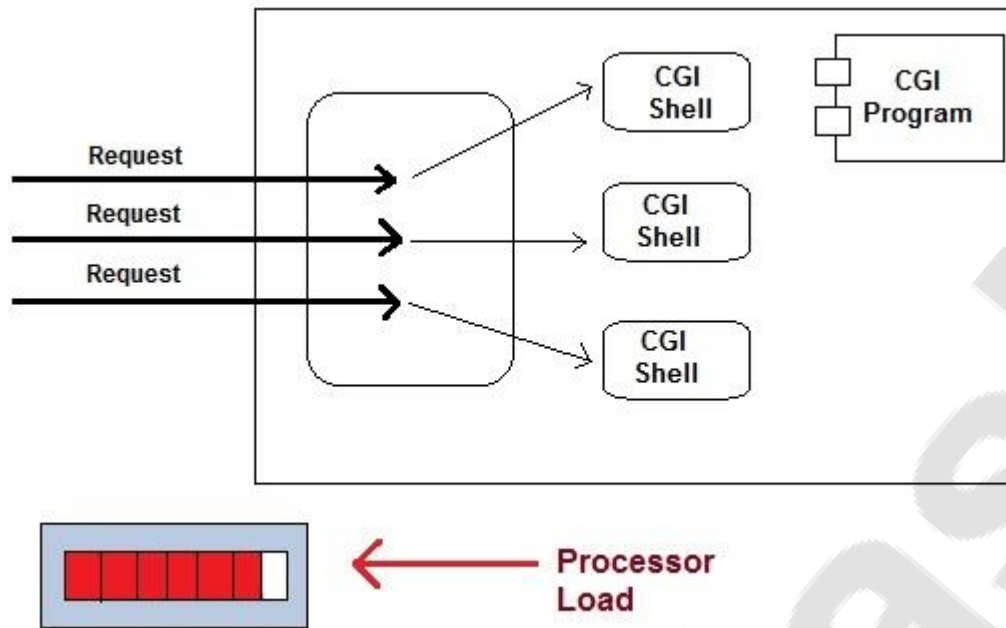 CGI
Shell
CGI
Program
Request
Request
CGI
Shell
Request
CGI
Shell
Processor
Load